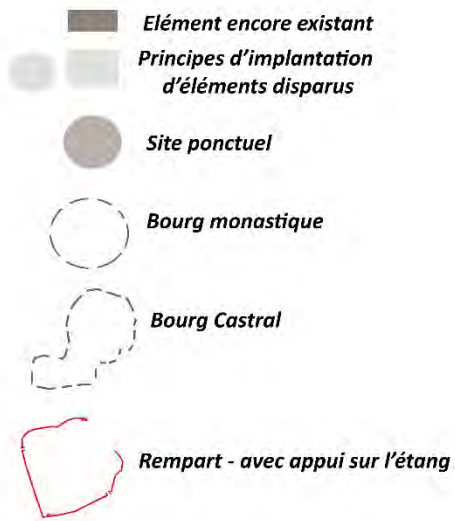 Elément encore existant
Principes d'implantation
d'éléments disparus
Site ponctuel
Bourg monastique
Bourg Castral
Rempart - avec appui sur l'étang